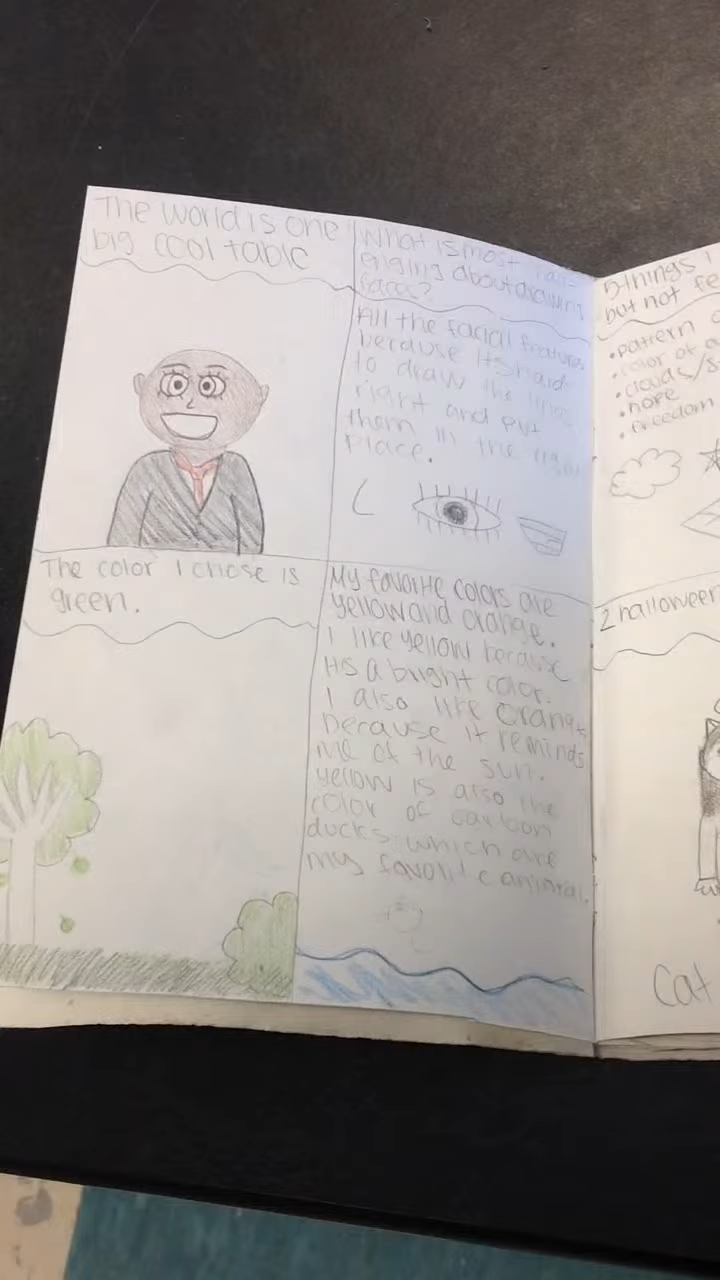 The world is one
big cool table
What is most
about drawing
faces?
All the facial features
because its hard
to draw the lines
right and put
them in the right
place.
The color I chose is
green.
My favorite colors are
yellow and orange.
I like yellow because
its a bright color.
I also like orange
because it reminds
me of the sun.
yellow is also the
color of cartoon
ducks which are
my favorite animal.
5 things I
but not fe
•pattern
•color of a
•clouds/s
•hope
•freedom
2 halloween
Cat